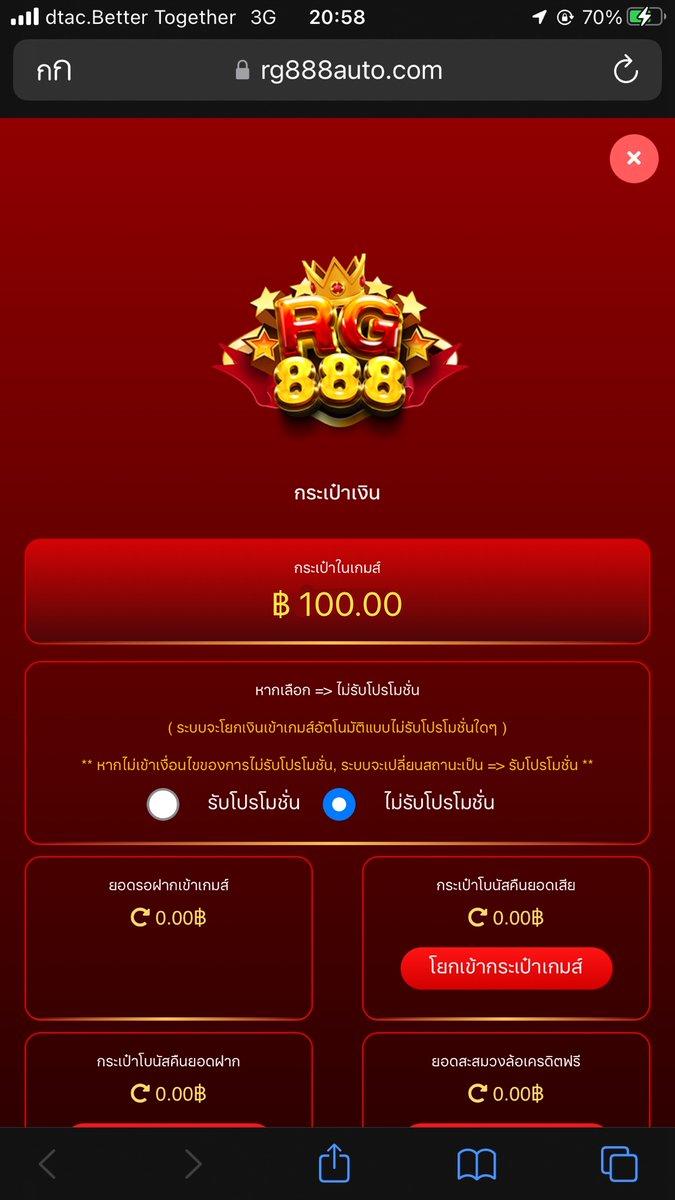 dtac.Better Together 3G 20:58 70%
กก rg888auto.com
RG
888
กระเป๋าเงิน
กระเป๋าในเกมส์
฿ 100.00
หากเลือก => ไม่รับโปรโมชั่น
( ระบบจะโยกเงินเข้าเกมส์อัตโนมัติแบบไม่รับโปรโมชั่นใดๆ )
** หากไม่เข้าเงื่อนไขของการไม่รับโปรโมชั่น, ระบบจะเปลี่ยนสถานะเป็น => รับโปรโมชั่น **
รับโปรโมชั่น ไม่รับโปรโมชั่น
ยอดรอฝากเข้าเกมส์
0.00฿
กระเป๋าโบนัสคืนยอดเสีย
0.00฿
โยกเข้ากระเป๋าเกมส์
กระเป๋าโบนัสคืนยอดฝาก
0.00฿
ยอดสะสมวงล้อเครดิตฟรี
0.00฿